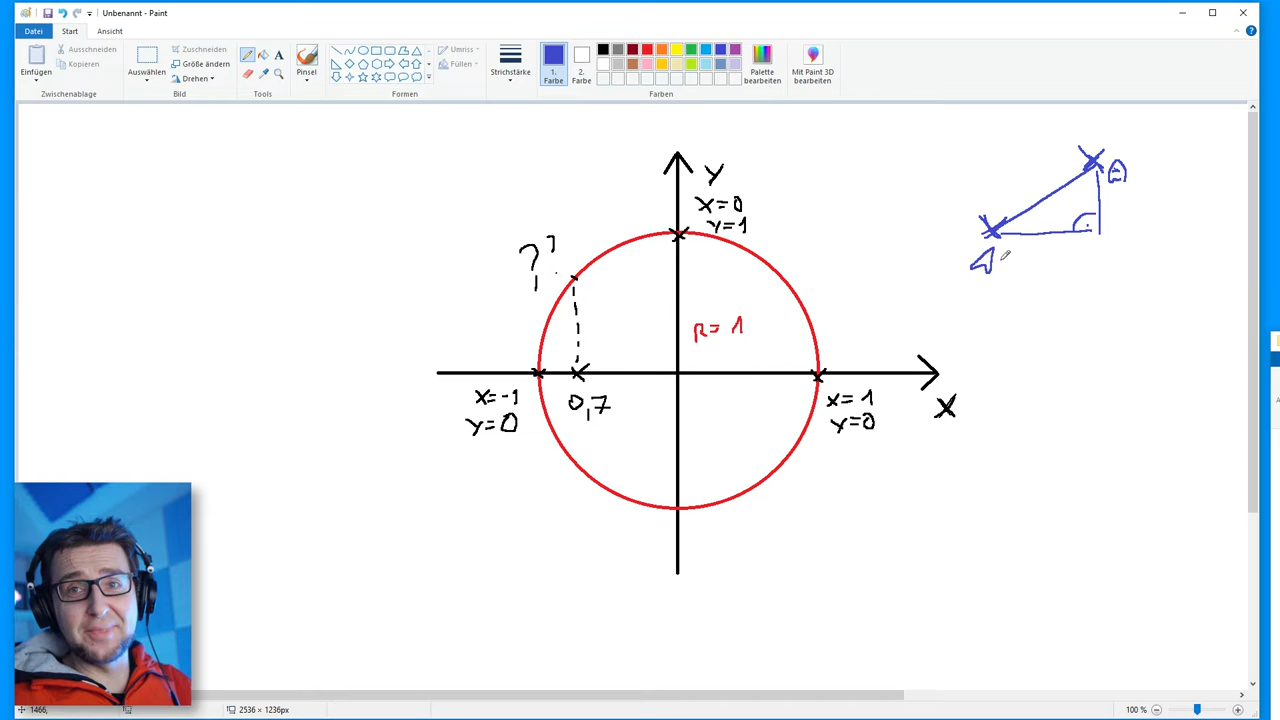 Unbenannt - Paint
Datei
Start
Ansicht
Einfügen
Ausschneiden
Kopieren
Zwischenablage
Auswählen
Zuschneiden
Größe ändern
Drehen
Bild
A
Tools
Pinsel
Umriss
Füllen
Formen
Strichstärke
1. Farbe
2. Farbe
Palette bearbeiten
Farben
Mit Paint 3D bearbeiten
Y
X=0
Y=1
??
R=1
X=-1
Y=0
0,7
X=1
Y=0
X
A
B
1466,
2536 × 1236px
100 %